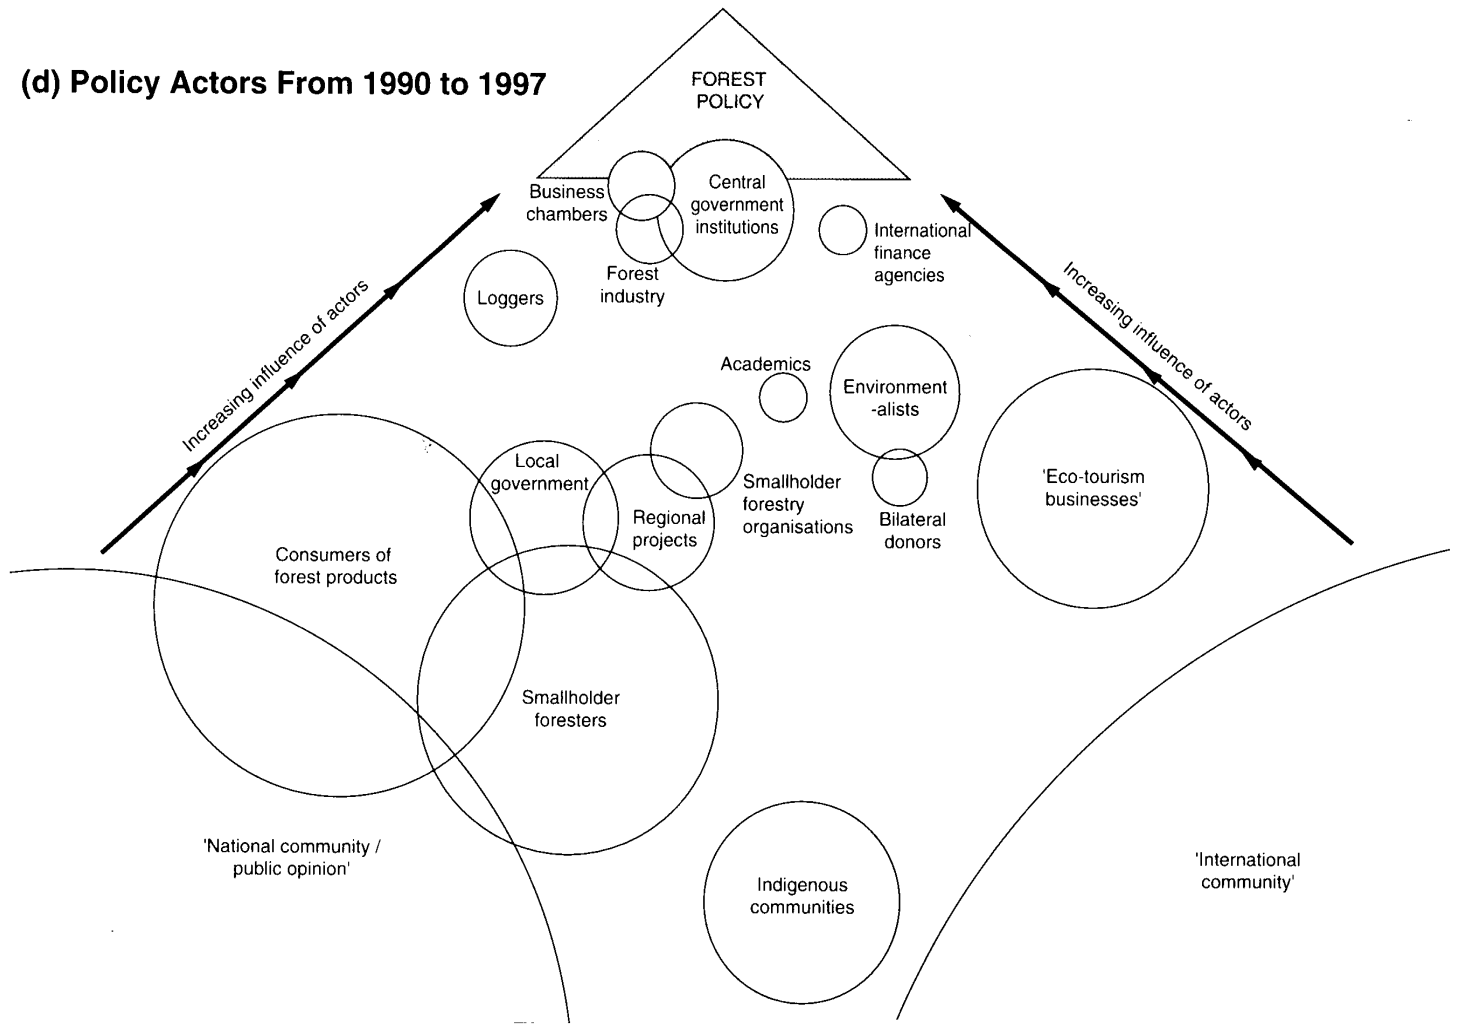 (d) Policy Actors From 1990 to 1997
FOREST
POLICY
Business
chambers
Central
government
institutions
International
finance
agencies
Forest
industry
Loggers
Increasing influence of actors
Increasing influence of actors
Academics
Environment
-alists
Local
government
Smallholder
forestry
organisations
'Eco-tourism
businesses'
Regional
projects
Bilateral
donors
Consumers of
forest products
Smallholder
foresters
'National community /
public opinion'
Indigenous
communities
'International
community'